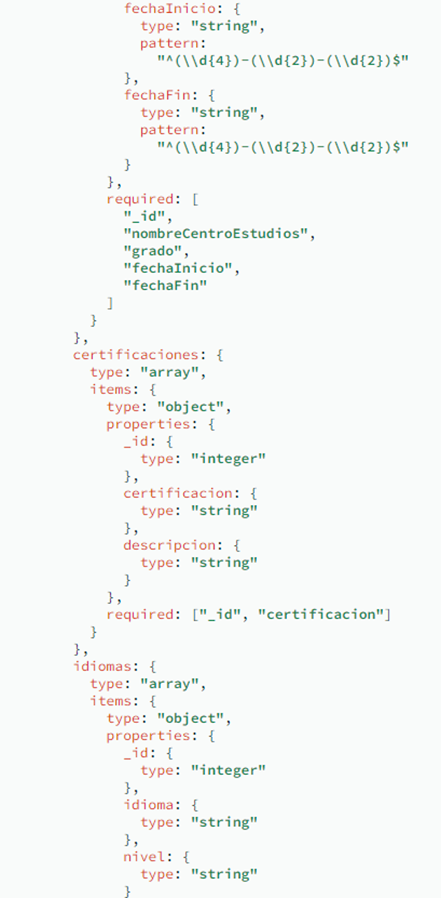 fechaInicio: {
type: "string",
pattern:
"^(\\d{4})-(\\d{2})-(\\d{2})$"
},
fechaFin: {
type: "string",
pattern:
"^(\\d{4})-(\\d{2})-(\\d{2})$"
}
},
required: [
"_id",
"nombreCentroEstudios",
"grado",
"fechaInicio",
"fechaFin"
]
}
},
certificaciones: {
type: "array",
items: {
type: "object",
properties: {
_id: {
type: "integer"
},
certificacion: {
type: "string"
},
descripcion: {
type: "string"
}
},
required: ["_id", "certificacion"]
}
},
idiomas: {
type: "array",
items: {
type: "object",
properties: {
_id: {
type: "integer"
},
idioma: {
type: "string"
},
nivel: {
type: "string"
}